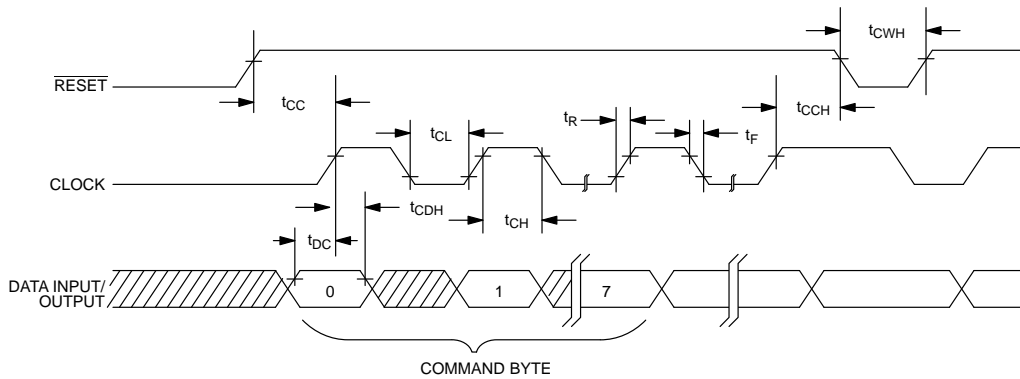 RESET
tCWH
tCC
tCCH
tCL
tR
tF
CLOCK
tCDH
tCH
tDC
DATA INPUT/
OUTPUT
0
1
7
COMMAND BYTE